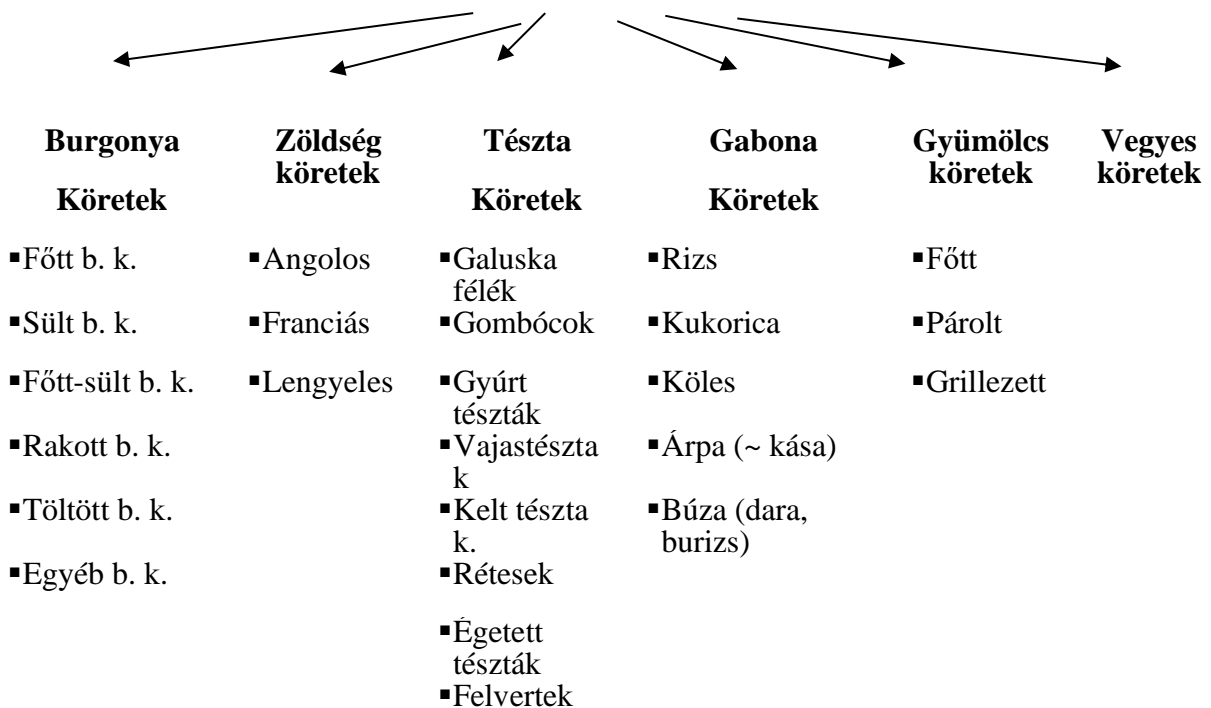 Burgonya
Köretek
Zöldség
köretek
Tészta
Köretek
Gabona
Köretek
Gyümölcs
köretek
Vegyes
köretek
▪Főtt b. k.
▪Sült b. k.
▪Főtt-sült b. k.
▪Rakott b. k.
▪Töltött b. k.
▪Egyéb b. k.
▪Angolos
▪Franciás
▪Lengyeles
▪Galuska
félék
▪Gombócok
▪Gyúrt
tészták
▪Vajastészta
k
▪Kelt tészta
k.
▪Rétesek
▪Égetett
tészták
▪Felvertek
▪Rizs
▪Kukorica
▪Köles
▪Árpa (~ kása)
▪Búza (dara,
burizs)
▪Főtt
▪Párolt
▪Grillezett